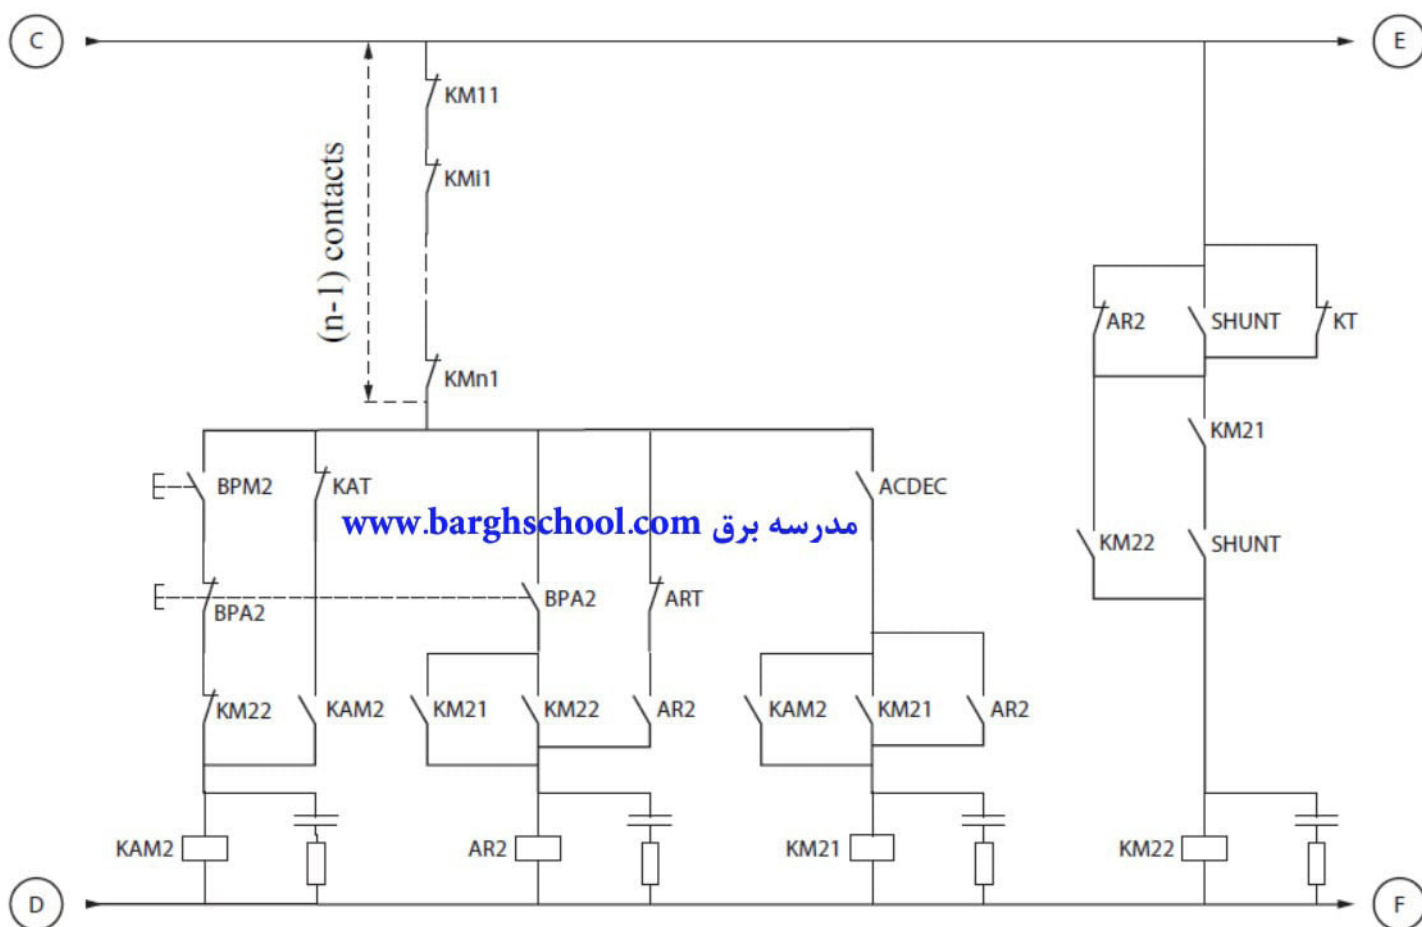 C
E
KM11
KMi1
(n-1) contacts
KMn1
AR2
SHUNT
KT
KM21
BPM2
KAT
ACDEC
www.barghschool.com مدرسه برق
KM22
SHUNT
BPA2
BPA2
ART
KM22
KAM2
KM21
KM22
AR2
KAM2
KM21
AR2
KAM2
AR2
KM21
KM22
D
F